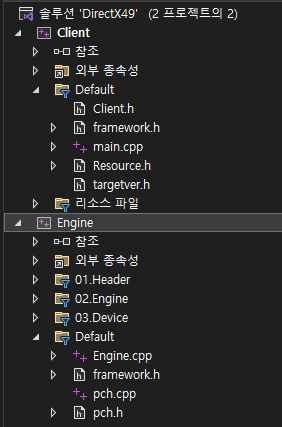 솔루션 'DirectX49' (2 프로젝트의 2)
Client
참조
외부 종속성
Default
Client.h
framework.h
main.cpp
Resource.h
targetver.h
리소스 파일
Engine
참조
외부 종속성
01.Header
02.Engine
03.Device
Default
Engine.cpp
framework.h
pch.cpp
pch.h